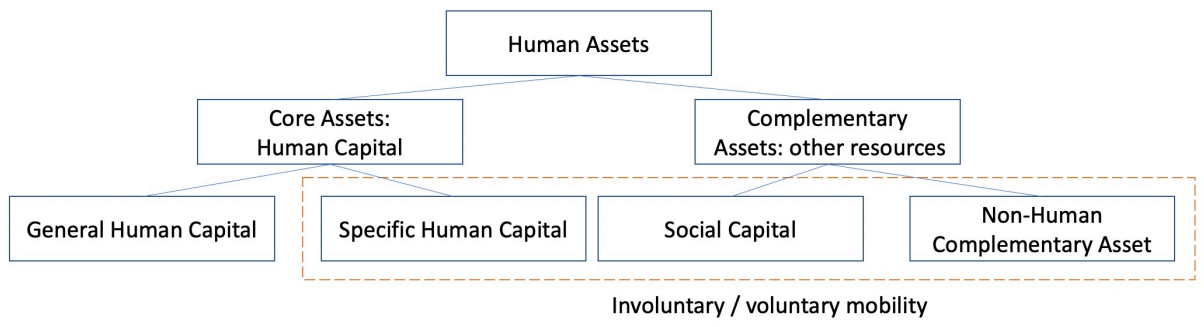 Human Assets
Core Assets:
Human Capital
Complementary
Assets: other resources
General Human Capital
Specific Human Capital
Social Capital
Non-Human
Complementary Asset
Involuntary / voluntary mobility